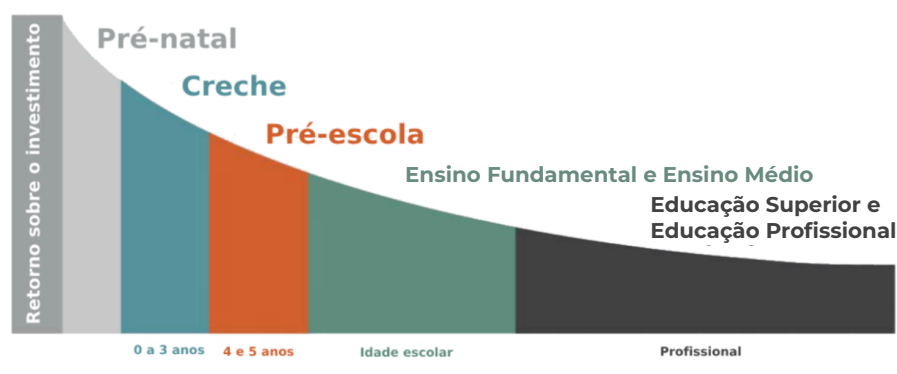 Retorno sobre o investimento
Pré-natal
Creche
Pré-escola
Ensino Fundamental e Ensino Médio
Educação Superior e
Educação Profissional
0 a 3 anos
4 e 5 anos
Idade escolar
Profissional